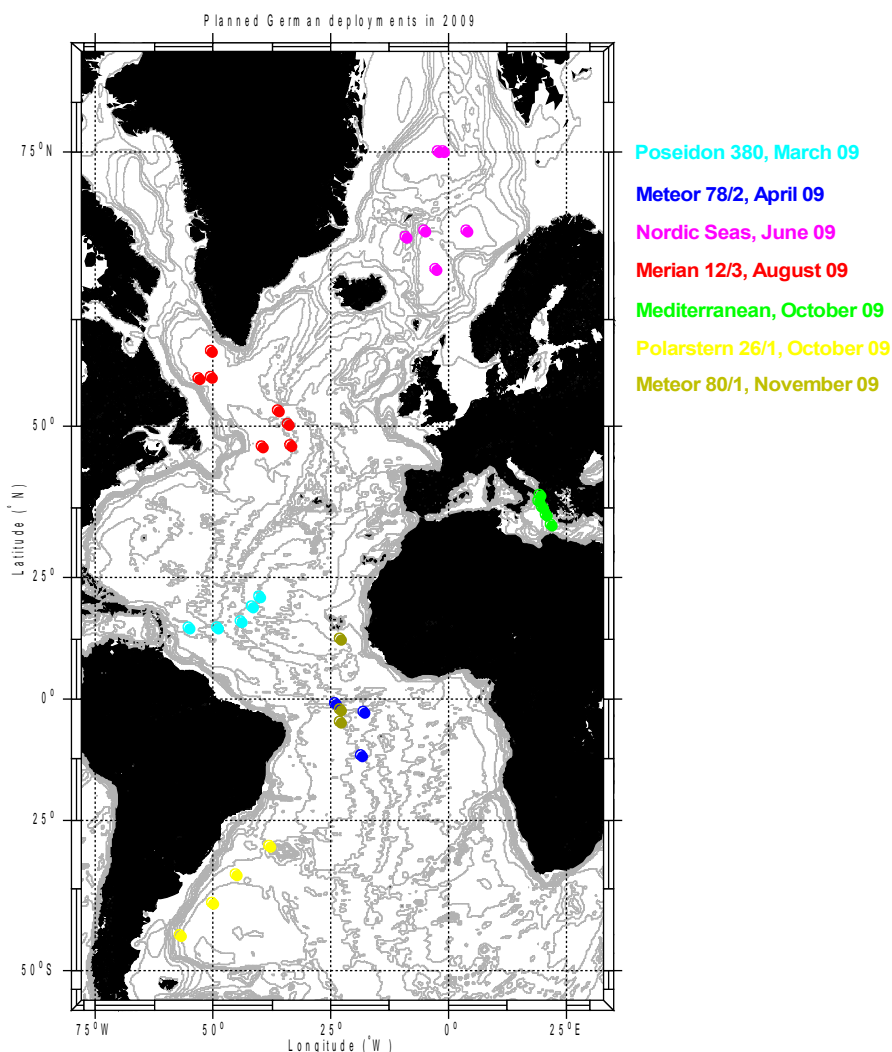 Planned German deployments in 2009
Poseidon 380, March 09
Meteor 78/2, April 09
Nordic Seas, June 09
Merian 12/3, August 09
Mediterranean, October 09
Polarstern 26/1, October 09
Meteor 80/1, November 09
75°N
50°
25°
0°
25°
50°S
Latitude (°N)
75°W
50°
25°
0°
25°E
Longitude (°W)